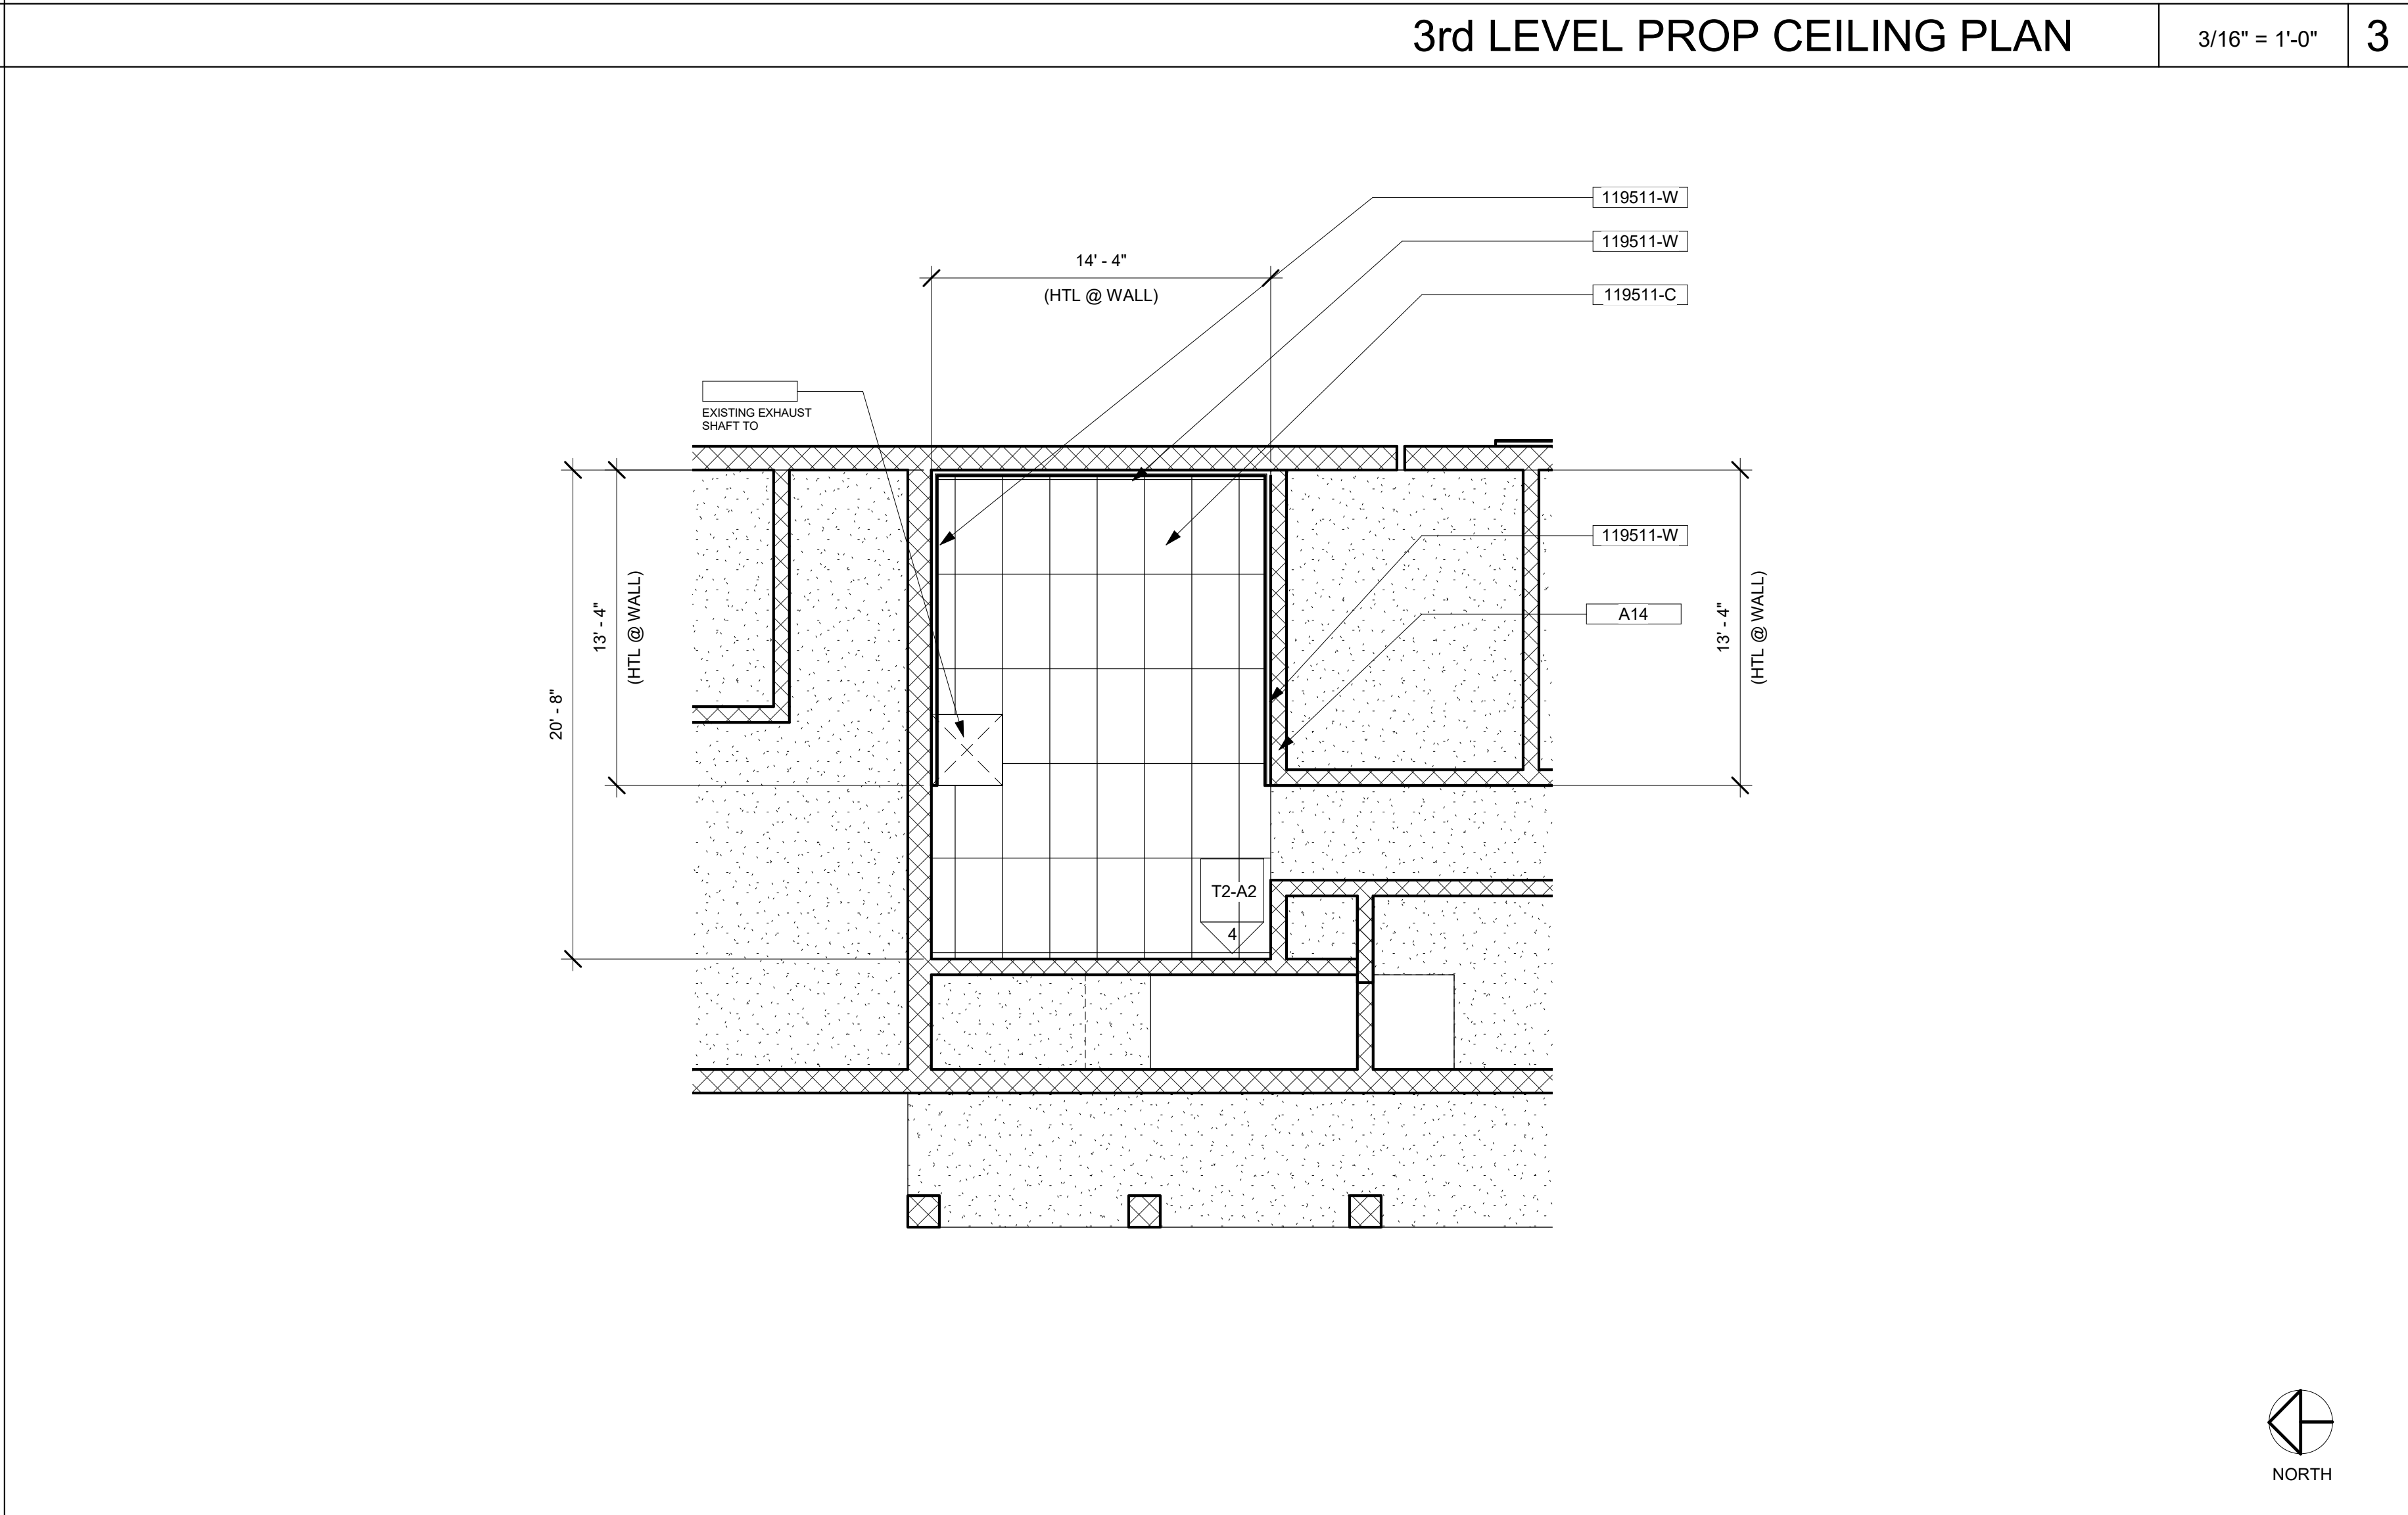 3rd LEVEL PROP CEILING PLAN
3/16" = 1'-0"
3
119511-W
119511-W
14' - 4"
(HTL @ WALL)
119511-C
EXISTING EXHAUST
SHAFT TO
119511-W
A14
13' - 4"
(HTL @ WALL)
20' - 8"
13' - 4"
(HTL @ WALL)
T2-A2
4
NORTH